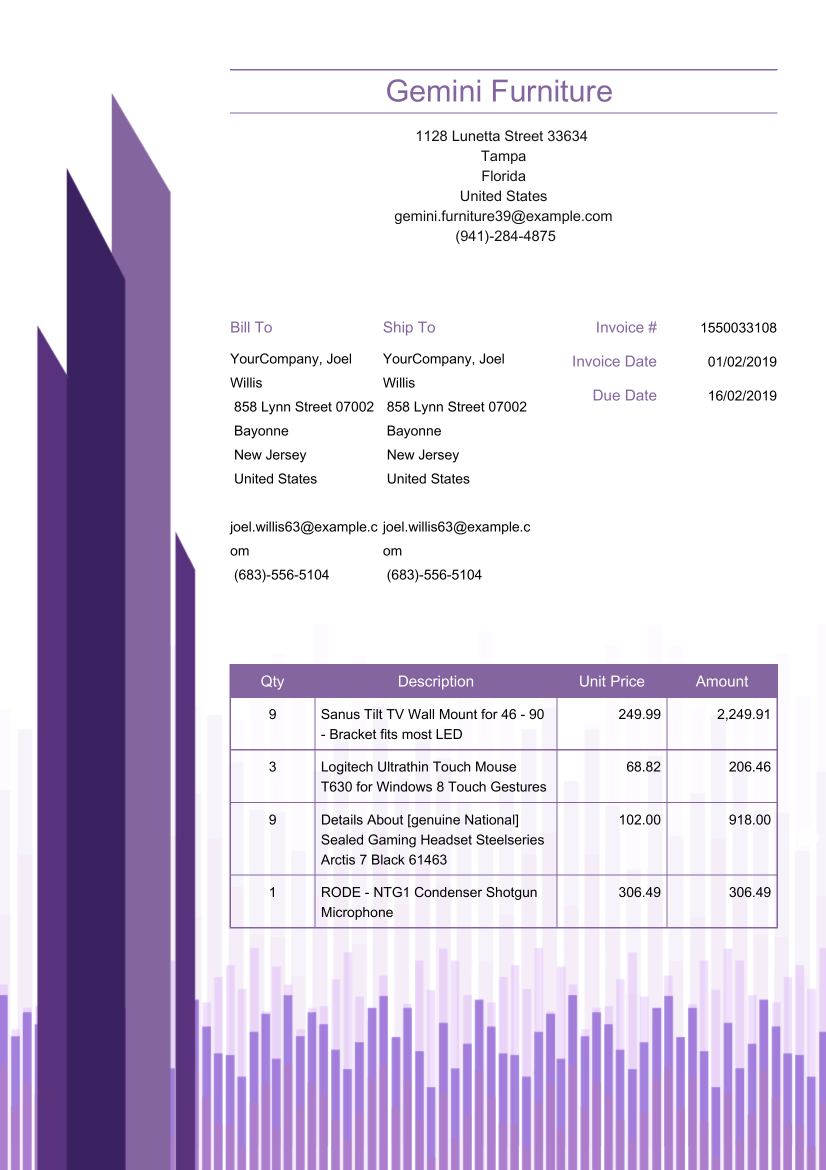 Gemini Furniture
1128 Lunetta Street 33634
Tampa
Florida
United States
gemini.furniture39@example.com
(941)-284-4875
Bill To
YourCompany, Joel
Willis
858 Lynn Street 07002
Bayonne
New Jersey
United States
joel.willis63@example.c
om
(683)-556-5104
Ship To
YourCompany, Joel
Willis
858 Lynn Street 07002
Bayonne
New Jersey
United States
joel.willis63@example.c
om
(683)-556-5104
Invoice # 1550033108
Invoice Date 01/02/2019
Due Date 16/02/2019
Qty Description Unit Price Amount
9 Sanus Tilt TV Wall Mount for 46 - 90 249.99 2,249.91
- Bracket fits most LED
3 Logitech Ultrathin Touch Mouse 68.82 206.46
T630 for Windows 8 Touch Gestures
9 Details About [genuine National] 102.00 918.00
Sealed Gaming Headset Steelseries
Arctis 7 Black 61463
1 RODE - NTG1 Condenser Shotgun 306.49 306.49
Microphone